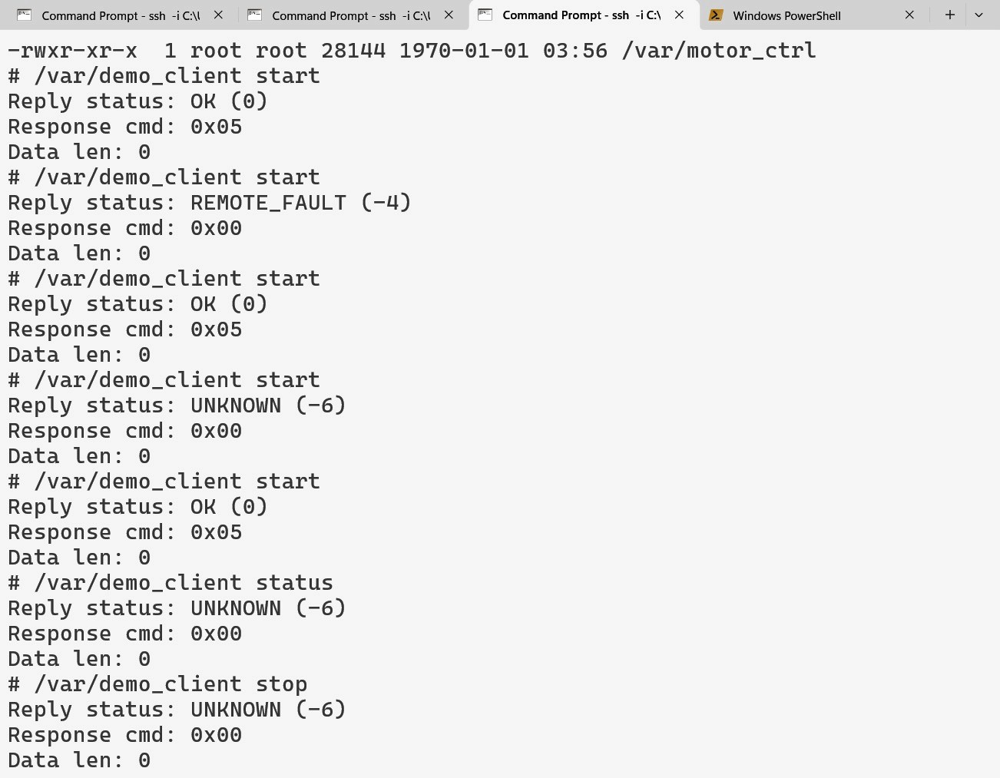 Command Prompt - ssh -i C:\U
Command Prompt - ssh -i C:\U
Command Prompt - ssh -i C:\
Windows PowerShell
-rwxr-xr-x  1 root root 28144 1970-01-01 03:56 /var/motor_ctrl
# /var/demo_client start
Reply status: OK (0)
Response cmd: 0x05
Data len: 0
# /var/demo_client start
Reply status: REMOTE_FAULT (-4)
Response cmd: 0x00
Data len: 0
# /var/demo_client start
Reply status: OK (0)
Response cmd: 0x05
Data len: 0
# /var/demo_client start
Reply status: UNKNOWN (-6)
Response cmd: 0x00
Data len: 0
# /var/demo_client start
Reply status: OK (0)
Response cmd: 0x05
Data len: 0
# /var/demo_client status
Reply status: UNKNOWN (-6)
Response cmd: 0x00
Data len: 0
# /var/demo_client stop
Reply status: UNKNOWN (-6)
Response cmd: 0x00
Data len: 0